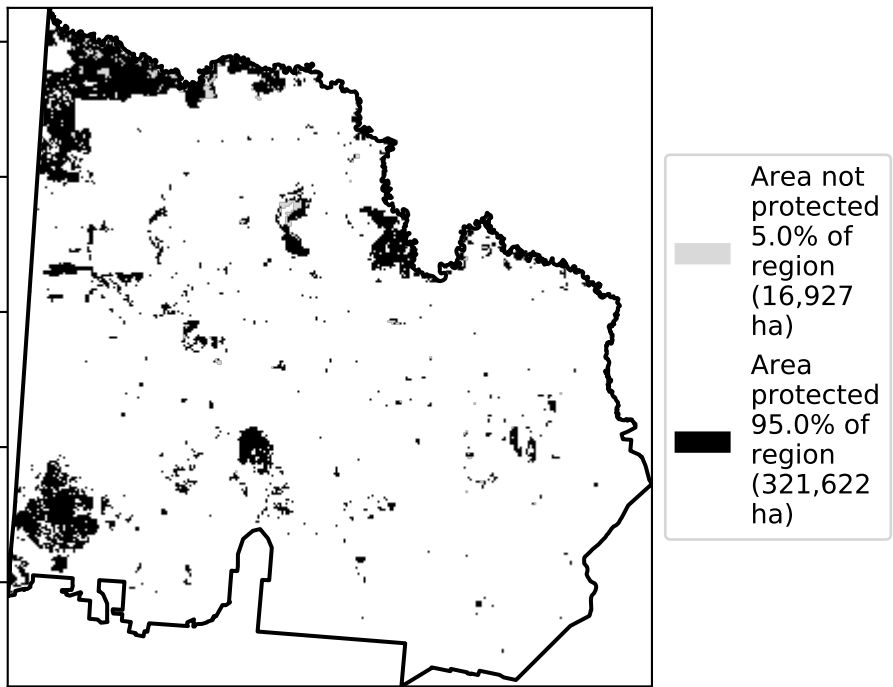 Area not
protected
5.0% of
region
(16,927
ha)
Area
protected
95.0% of
region
(321,622
ha)